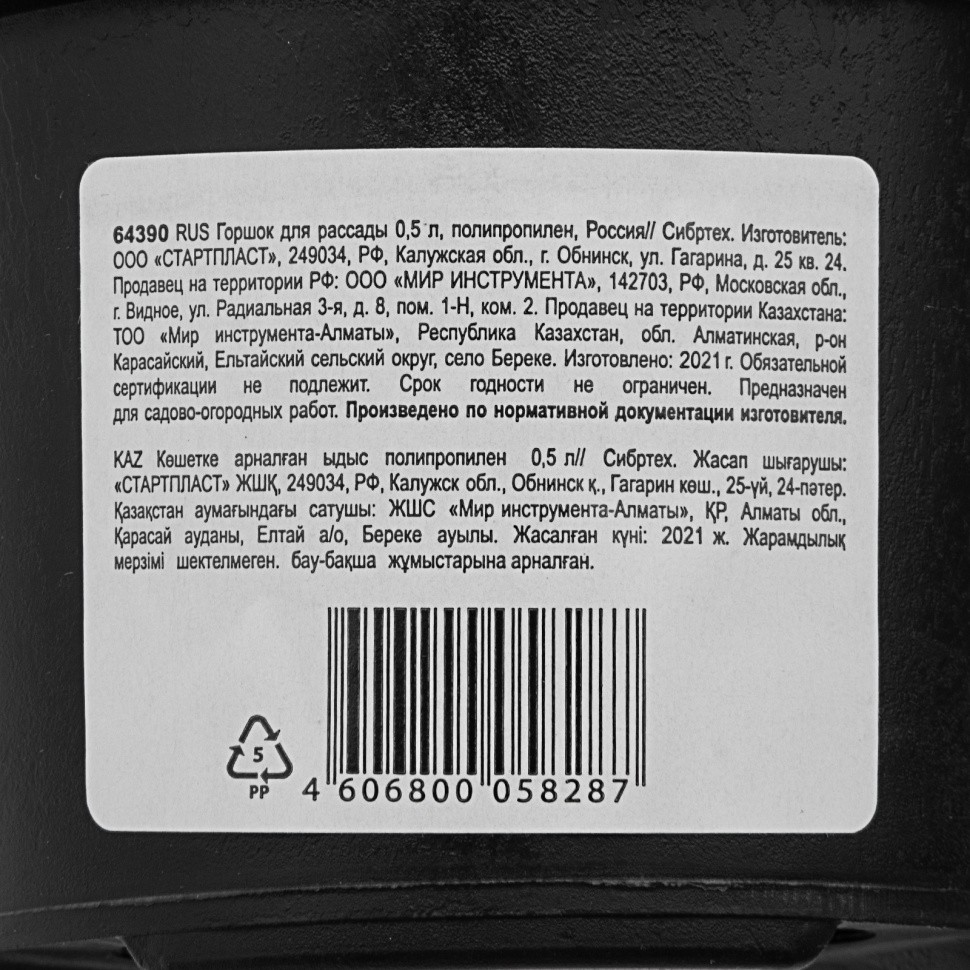 64390 RUS Горшок для рассады 0,5 л, полипропилен, Россия// Сибртех. Изготовитель:
ООО «СТАРТПЛАСТ», 249034, РФ, Калужская обл., г. Обнинск, ул. Гагарина, д. 25 кв. 24.
Продавец на территории РФ: ООО «МИР ИНСТРУМЕНТА», 142703, РФ, Московская обл.,
г. Видное, ул. Радиальная 3-я, д. 8, пом. 1-Н, ком. 2. Продавец на территории Казахстана:
ТОО «Мир инструмента-Алматы», Республика Казахстан, обл. Алматинская, р-он
Карасайский, Ельтайский сельский округ, село Береке. Изготовлено: 2021 г. Обязательной
сертификации не подлежит. Срок годности не ограничен. Предназначен
для садово-огородных работ. Произведено по нормативной документации изготовителя.
KAZ Көшетке арналған ыдыс полипропилен 0,5 л// Сибртех. Жасап шығарушы:
«СТАРТПЛАСТ» ЖШҚ, 249034, РФ, Калужск обл., Обнинск қ., Гагарин көш., 25-үй, 24-пәтер.
Қазақстан аумағындағы сатушы: ЖШС «Мир инструмента-Алматы», ҚР, Алматы обл.,
Қарасай ауданы, Елтай а/о, Береке ауылы. Жасалған күні: 2021 ж. Жарамдылық
мерзімі шектелмеген. бау-бақша жұмыстарына арналған.
5
PP
4 606800 058287